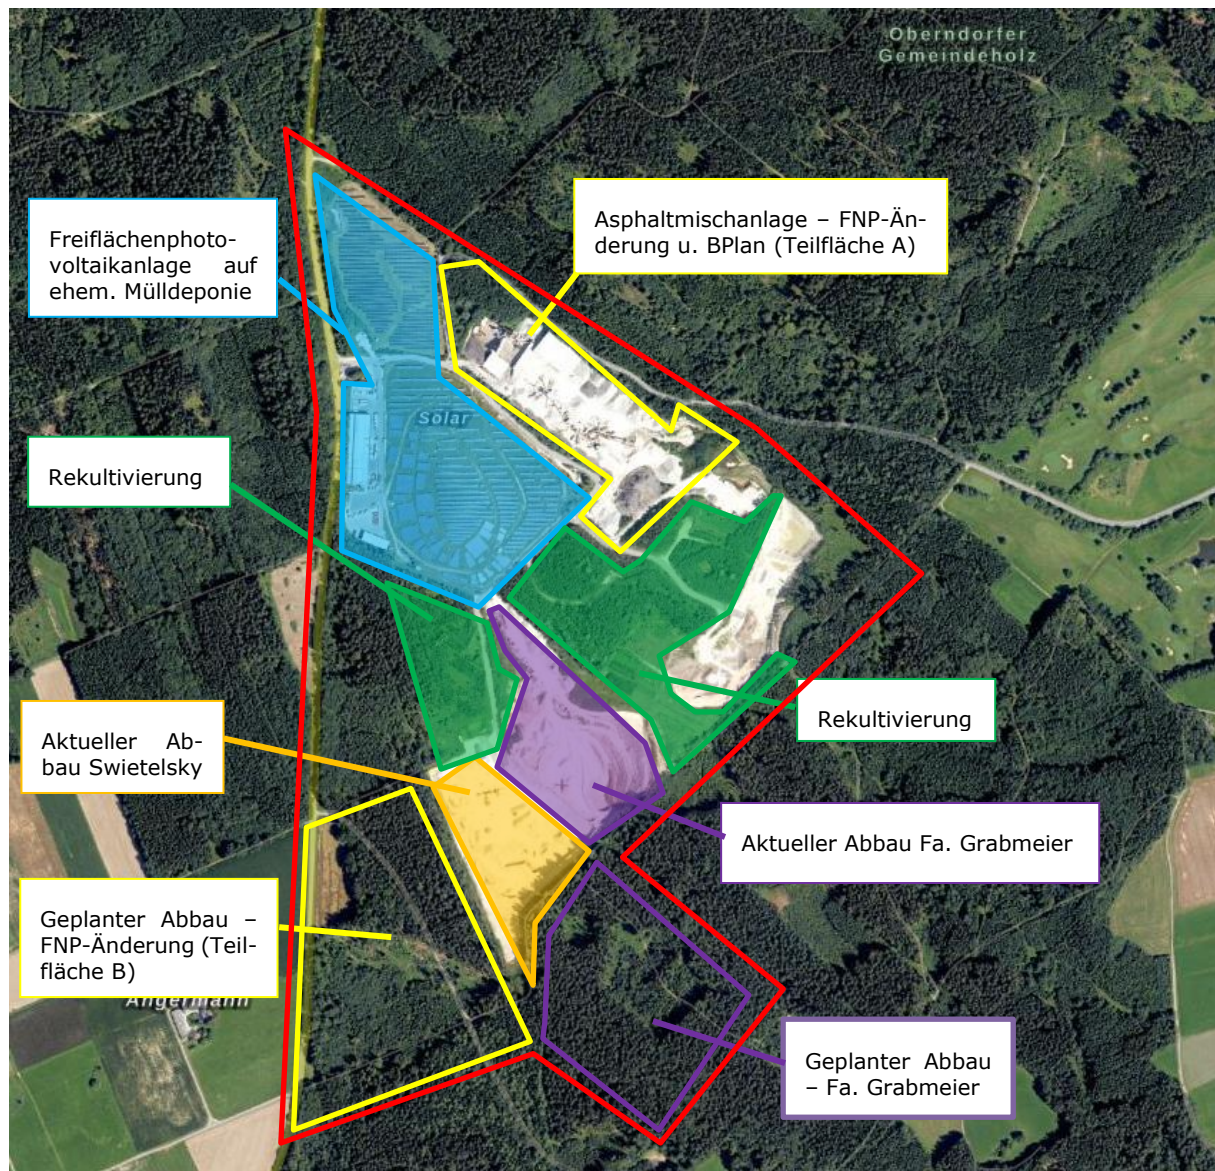 Oberndorfer
Gemeindeholz
Asphaltmischanlage – FNP-Än-
derung u. BPlan (Teilfläche A)
Freiflächenphoto-
voltaikanlage auf
ehem. Mülldeponie
Solar
Rekultivierung
Rekultivierung
Aktueller Ab-
bau Swietelsky
Aktueller Abbau Fa. Grabmeier
Geplanter Abbau –
FNP-Änderung (Teil-
fläche B)
Angermann
Geplanter Abbau
– Fa. Grabmeier